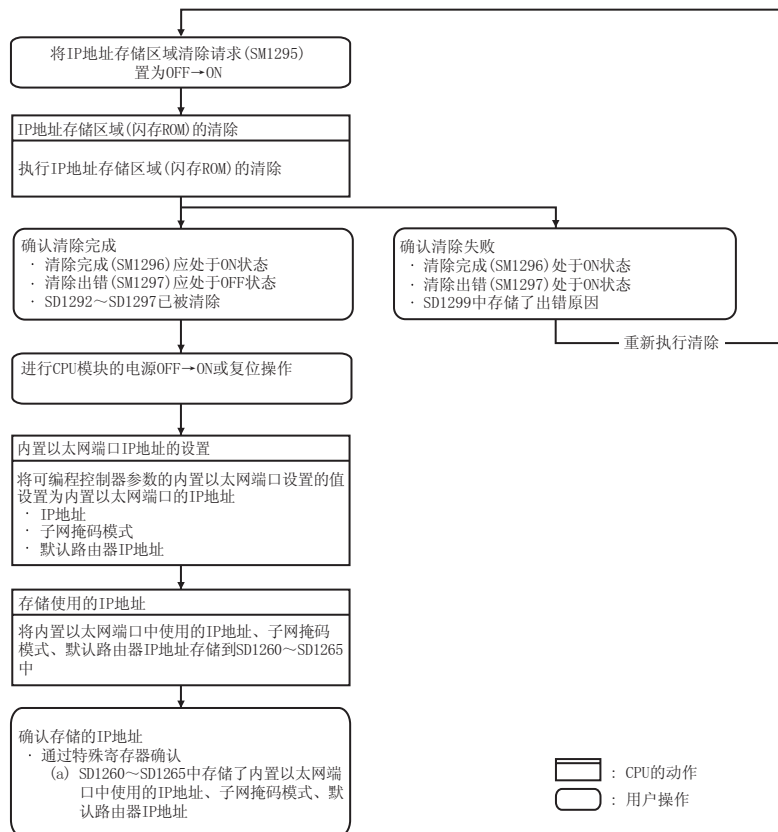 将IP地址存储区域清除请求(SM1295)
置为OFF→ON
IP地址存储区域(闪存ROM)的清除
执行IP地址存储区域(闪存ROM)的清除
确认清除完成
· 清除完成(SM1296)应处于ON状态
· 清除出错(SM1297)应处于OFF状态
· SD1292～SD1297已被清除
确认清除失败
· 清除完成(SM1296)处于ON状态
· 清除出错(SM1297)处于ON状态
· SD1299中存储了出错原因
重新执行清除
进行CPU模块的电源OFF→ON或复位操作
内置以太网端口IP地址的设置
将可编程控制器参数的内置以太网端口设置的值
设置为内置以太网端口的IP地址
· IP地址
· 子网掩码模式
· 默认路由器IP地址
存储使用的IP地址
将内置以太网端口中使用的IP地址、子网掩码
模式、默认路由器IP地址存储到SD1260～SD1265
中
确认存储的IP地址
· 通过特殊寄存器确认
(a) SD1260～SD1265中存储了内置以太网端
口中使用的IP地址、子网掩码模式、默
认路由器IP地址
: CPU的动作
: 用户操作